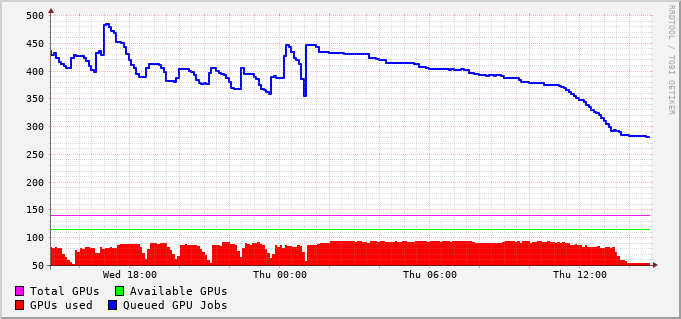 500
450
400
350
300
250
200
150
100
50
Wed 18:00 Thu 00:00 Thu 06:00 Thu 12:00
Total GPUs Available GPUs
GPUs used Queued GPU Jobs
RRDTOOL / TOBI OETIKER